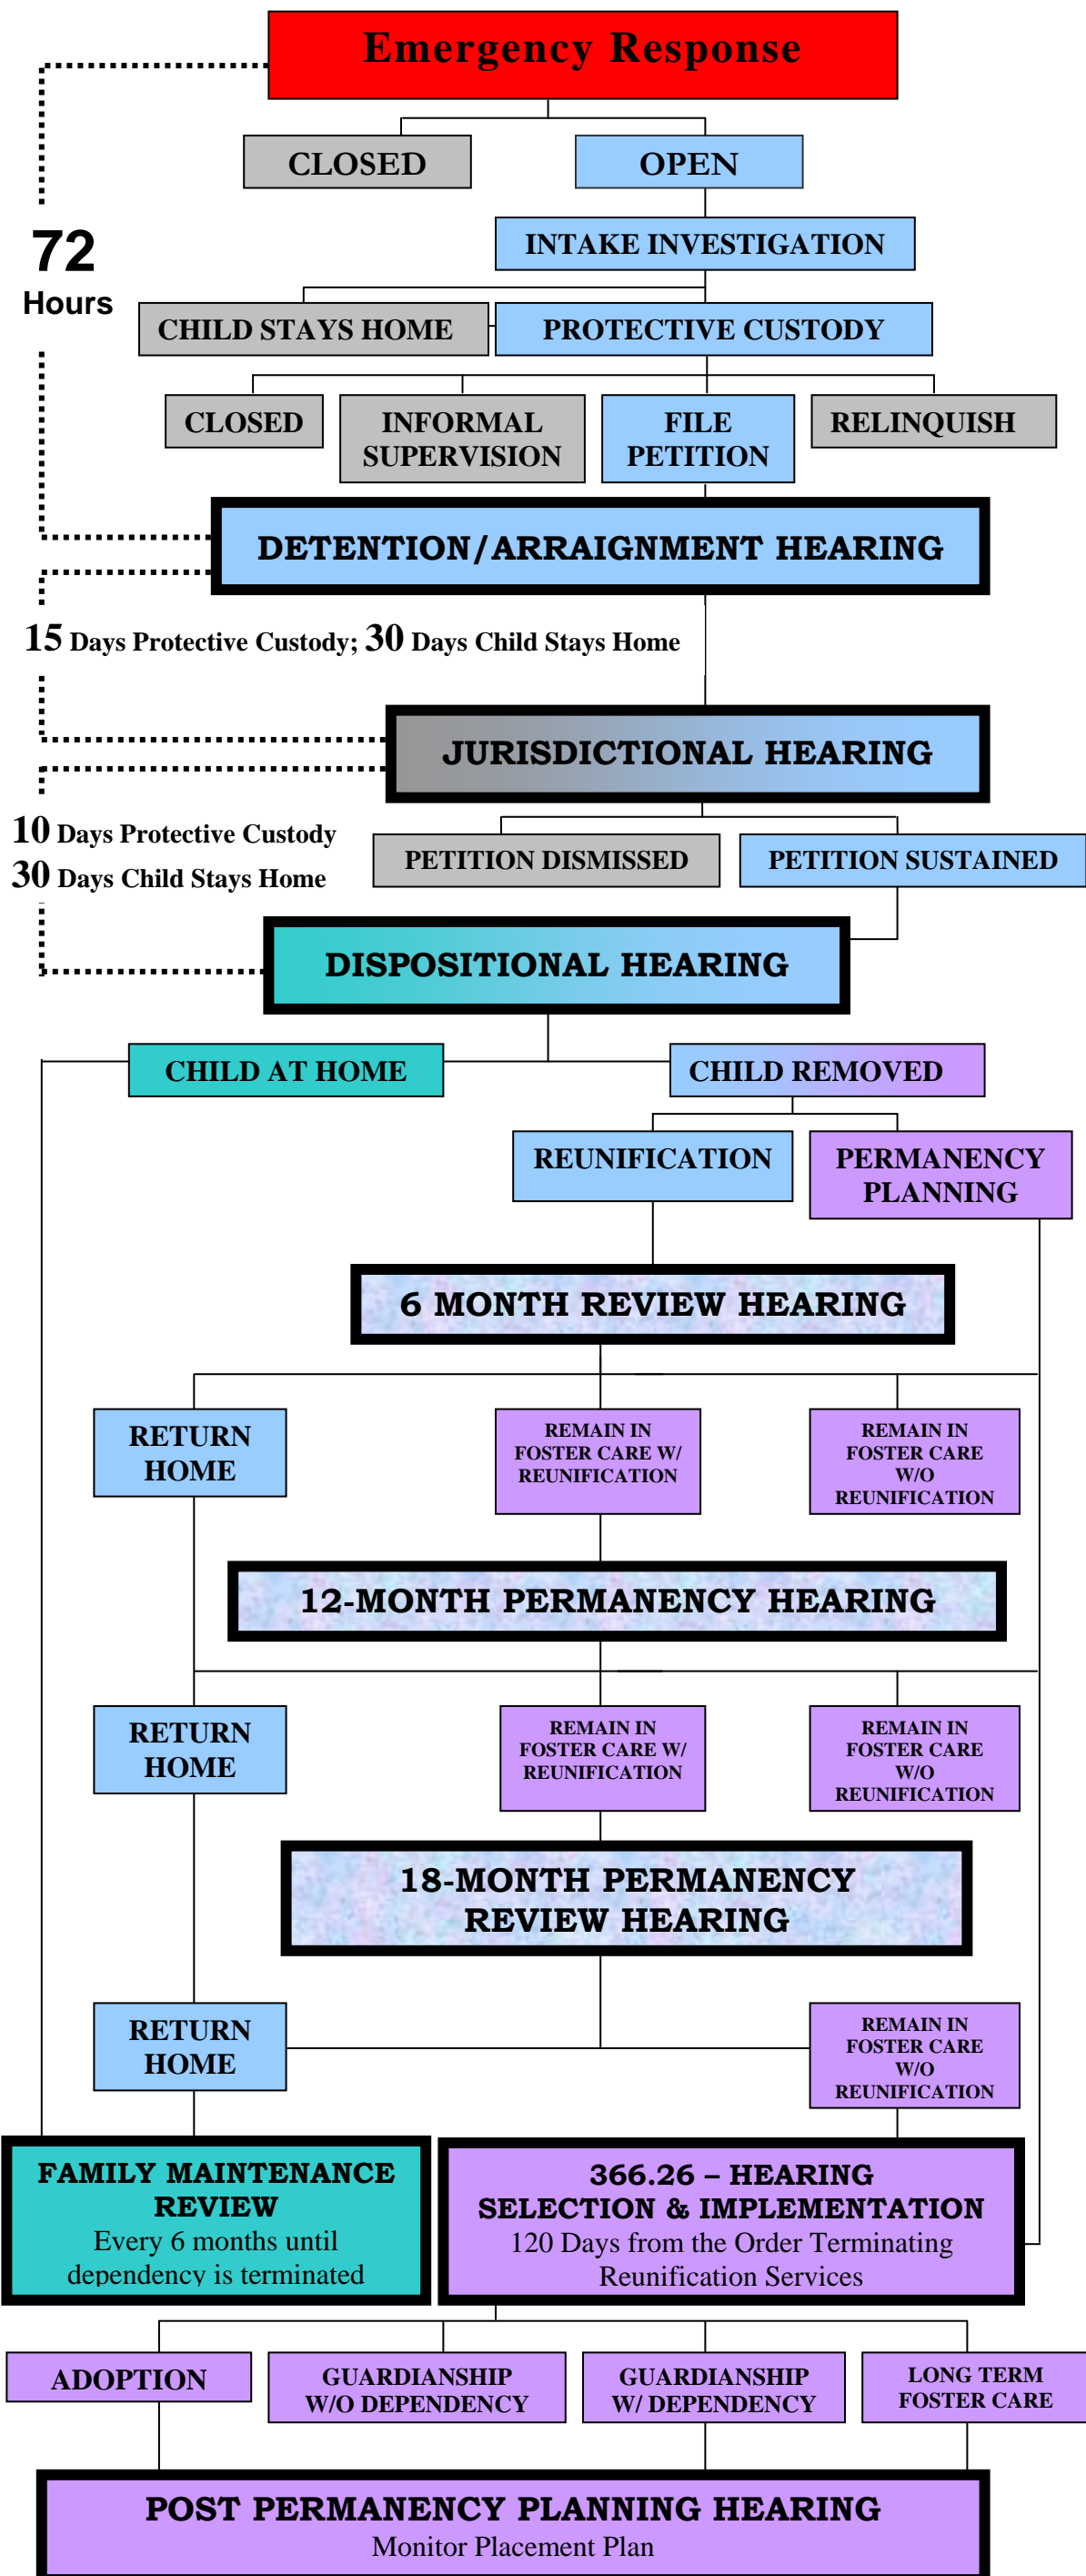 Emergency Response
CLOSED
OPEN
INTAKE INVESTIGATION
72
Hours
CHILD STAYS HOME
PROTECTIVE CUSTODY
CLOSED
INFORMAL
SUPERVISION
FILE
PETITION
RELINQUISH
DETENTION/ARRAIGNMENT HEARING
15 Days Protective Custody; 30 Days Child Stays Home
JURISDICTIONAL HEARING
10 Days Protective Custody
30 Days Child Stays Home
PETITION DISMISSED
PETITION SUSTAINED
DISPOSITIONAL HEARING
CHILD AT HOME
CHILD REMOVED
REUNIFICATION
PERMANENCY
PLANNING
6 MONTH REVIEW HEARING
RETURN
HOME
REMAIN IN
FOSTER CARE W/
REUNIFICATION
REMAIN IN
FOSTER CARE
W/O
REUNIFICATION
12-MONTH PERMANENCY HEARING
RETURN
HOME
REMAIN IN
FOSTER CARE W/
REUNIFICATION
REMAIN IN
FOSTER CARE
W/O
REUNIFICATION
18-MONTH PERMANENCY
REVIEW HEARING
RETURN
HOME
REMAIN IN
FOSTER CARE
W/O
REUNIFICATION
FAMILY MAINTENANCE
REVIEW
Every 6 months until
dependency is terminated
366.26 – HEARING
SELECTION & IMPLEMENTATION
120 Days from the Order Terminating
Reunification Services
ADOPTION
GUARDIANSHIP
W/O DEPENDENCY
GUARDIANSHIP
W/ DEPENDENCY
LONG TERM
FOSTER CARE
POST PERMANENCY PLANNING HEARING
Monitor Placement Plan